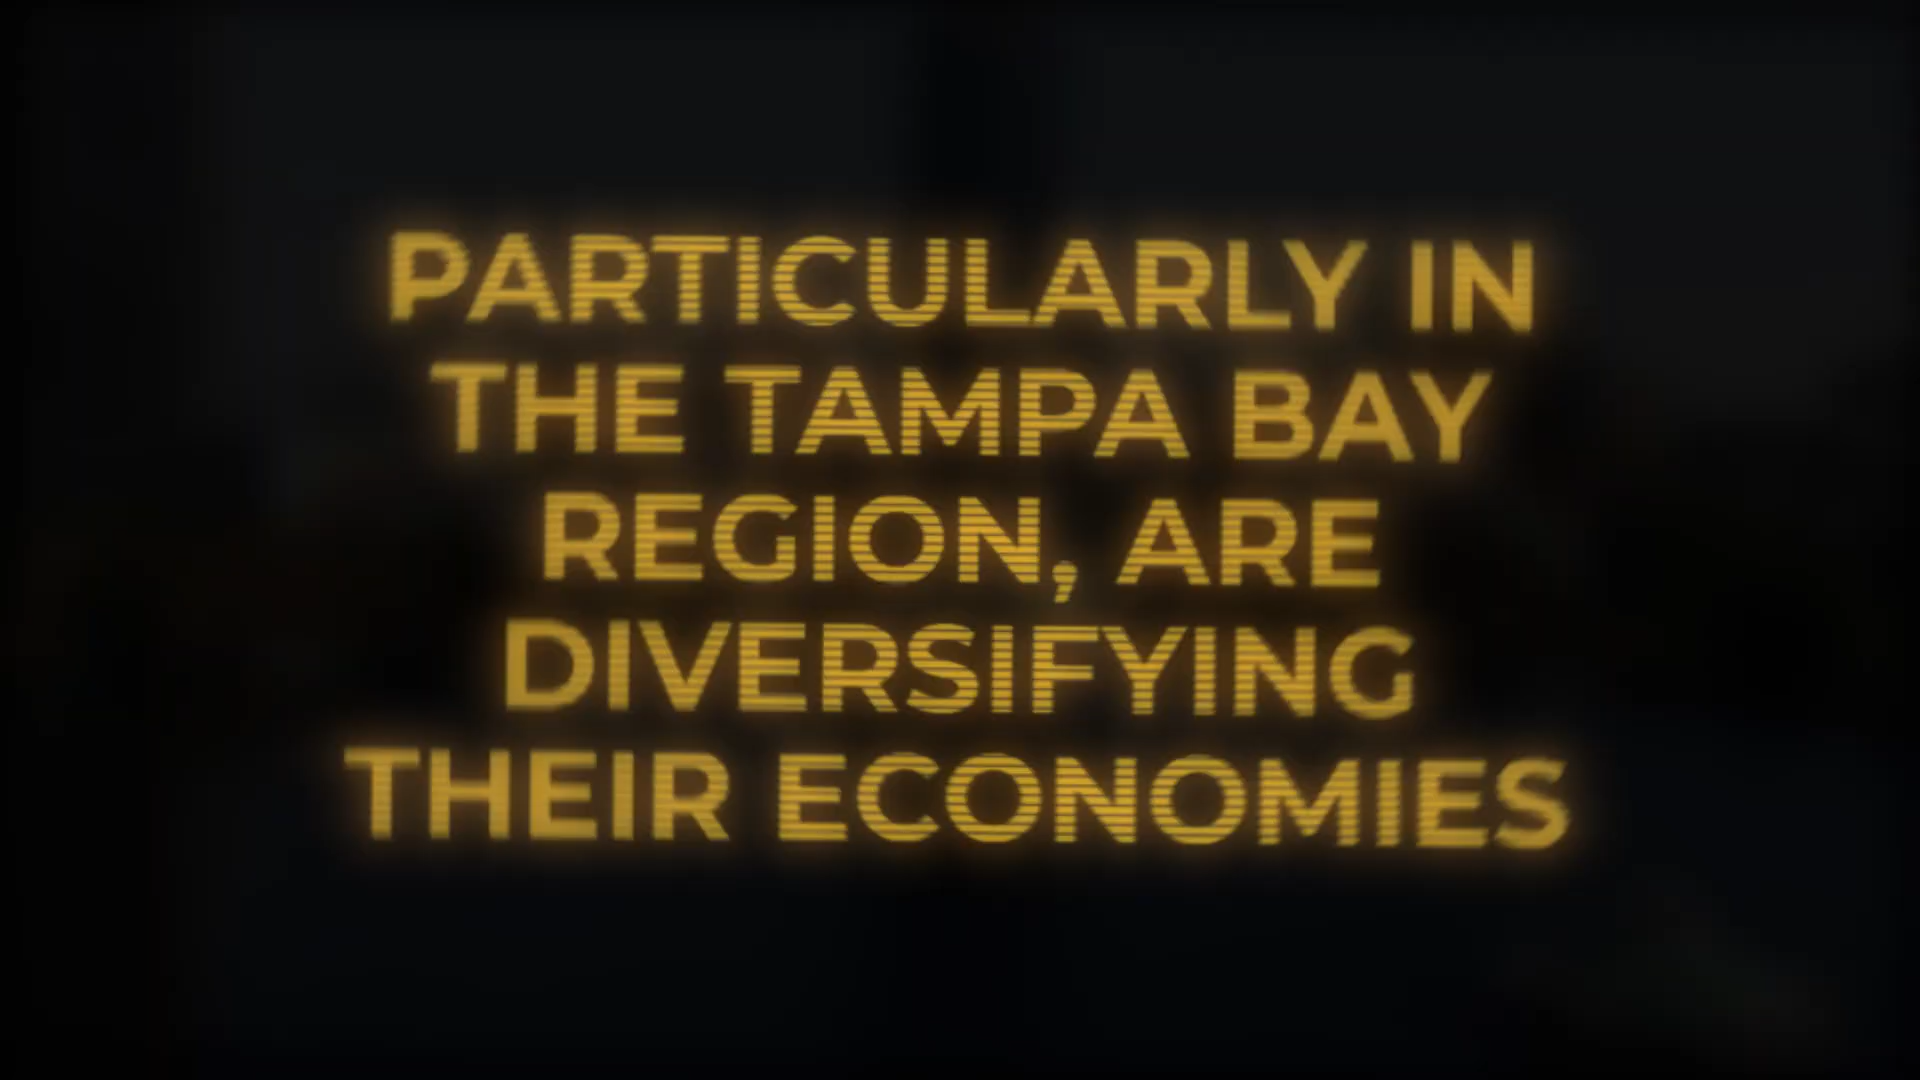 PARTICULARLY IN
THE TAMPA BAY
REGION, ARE
DIVERSIFYING
THEIR ECONOMIES